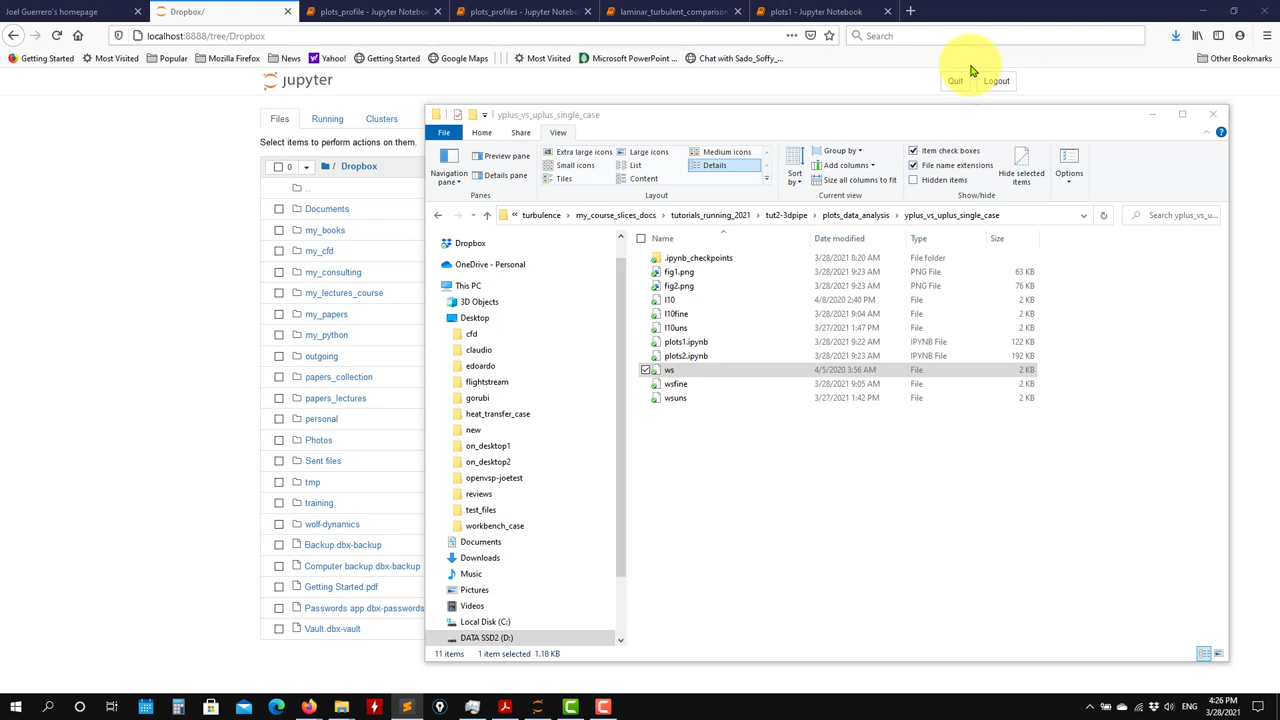 Joel Guerrero's homepage
Dropbox/
plots_profile - Jupyter Notebook
plots_profiles - Jupyter Notebook
laminar_turbulent_comparison
plots1 - Jupyter Notebook
localhost:8888/tree/Dropbox
Search
Getting Started
Most Visited
Popular
Mozilla Firefox
News
Yahoo!
Getting Started
Google Maps
Most Visited
Microsoft PowerPoint ...
Chat with Sado_Soffy_...
Other Bookmarks
jupyter
Quit
Logout
Files
Running
Clusters
Select items to perform actions on them.
0
/ Dropbox
..
Documents
my_books
my_cfd
my_consulting
my_lectures_course
my_papers
my_python
outgoing
papers_collection
papers_lectures
personal
Photos
Sent files
tmp
training
wolf-dynamics
Backup.dbx-backup
Computer backup.dbx-backup
Getting Started.pdf
Passwords app.dbx-passwords
Vault.dbx-vault
yplus_vs_uplus_single_case
File
Home
Share
View
Navigation pane
Preview pane
Details pane
Panes
Extra large icons
Large icons
Medium icons
Small icons
List
Details
Tiles
Content
Layout
Sort by
Group by
Add columns
Size all columns to fit
Current view
Item check boxes
File name extensions
Hidden items
Hide selected items
Show/hide
Options
« turbulence > my_course_slices_docs > tutorials_running_2021 > tut2-3dpipe > plots_data_analysis > yplus_vs_uplus_single_case
Search yplus_vs_u...
Dropbox
OneDrive - Personal
This PC
3D Objects
Desktop
cfd
claudio
edoardo
flightstream
gorubi
heat_transfer_case
new
on_desktop1
on_desktop2
openvsp-joetest
reviews
test_files
workbench_case
Documents
Downloads
Music
Pictures
Videos
Local Disk (C:)
DATA SSD2 (D:)
Name Date modified Type Size
.ipynb_checkpoints 3/28/2021 8:20 AM File folder
fig1.png 3/28/2021 9:23 AM PNG File 63 KB
fig2.png 3/28/2021 9:23 AM PNG File 76 KB
l10 4/8/2020 2:40 PM File 2 KB
l10fine 3/28/2021 9:04 AM File 2 KB
l10uns 3/27/2021 1:47 PM File 2 KB
plots1.ipynb 3/28/2021 9:22 AM IPYNB File 122 KB
plots2.ipynb 3/28/2021 9:23 AM IPYNB File 192 KB
ws 4/5/2020 3:56 AM File 2 KB
wsfine 3/28/2021 9:05 AM File 2 KB
wsuns 3/27/2021 1:42 PM File 2 KB
11 items 1 item selected 1.18 KB
ENG
4:26 PM
3/28/2021